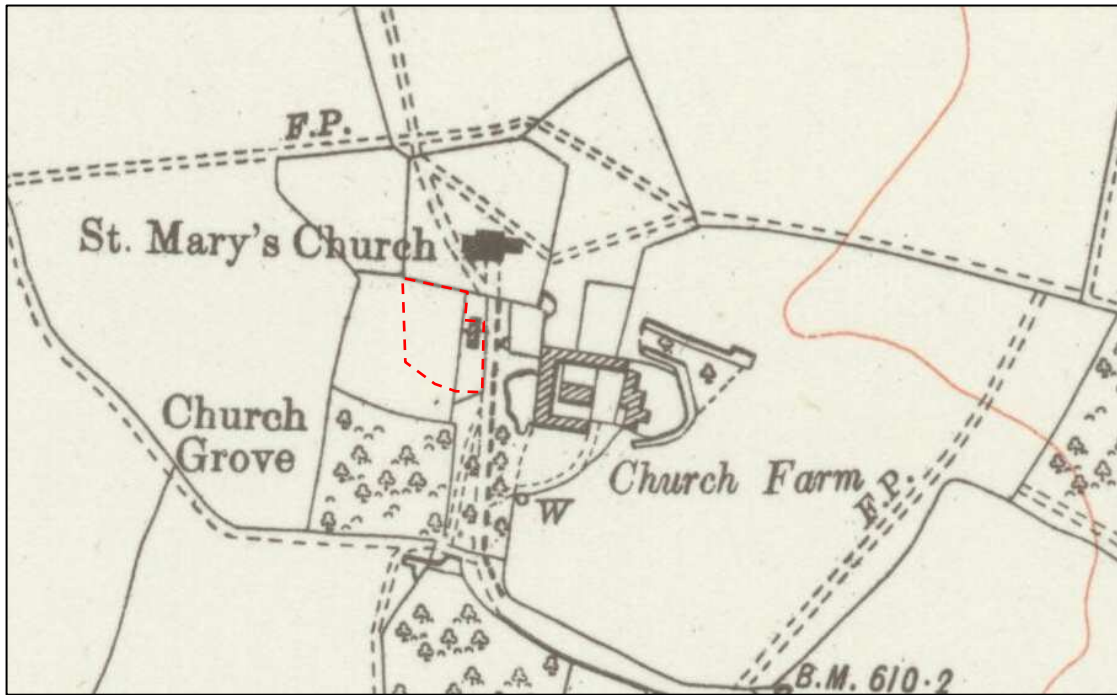 F.P.
St. Mary's Church
Church
Grove
Church Farm
F.P.
W
B.M. 610·2